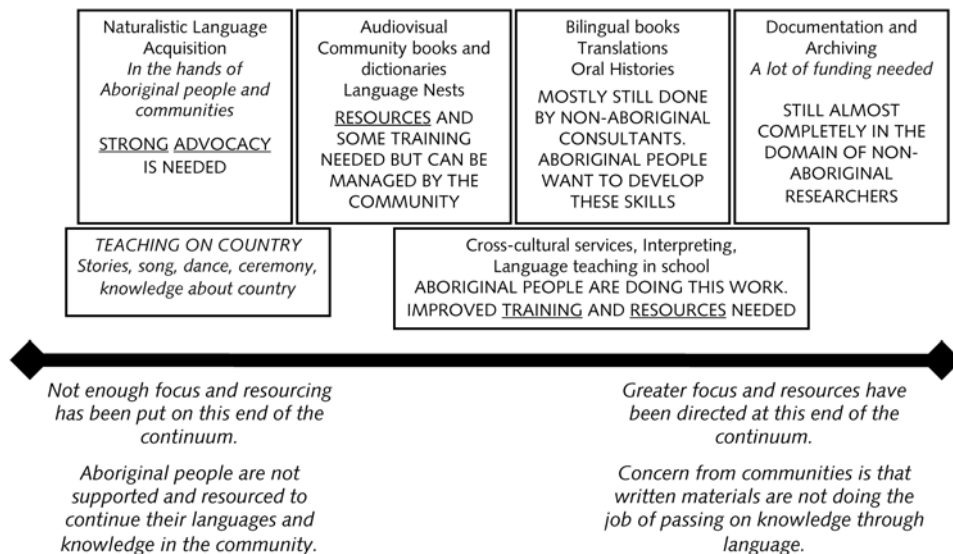 Naturalistic Language
Acquisition
In the hands of
Aboriginal people and
communities
STRONG ADVOCACY
IS NEEDED
Audiovisual
Community books and
dictionaries
Language Nests
RESOURCES AND
SOME TRAINING
NEEDED BUT CAN BE
MANAGED BY THE
COMMUNITY
Bilingual books
Translations
Oral Histories
MOSTLY STILL DONE
BY NON-ABORIGINAL
CONSULTANTS.
ABORIGINAL PEOPLE
WANT TO DEVELOP
THESE SKILLS
Documentation and
Archiving
A lot of funding needed
STILL ALMOST
COMPLETELY IN THE
DOMAIN OF NON-
ABORIGINAL
RESEARCHERS
TEACHING ON COUNTRY
Stories, song, dance, ceremony,
knowledge about country
Cross-cultural services, Interpreting,
Language teaching in school
ABORIGINAL PEOPLE ARE DOING THIS WORK.
IMPROVED TRAINING AND RESOURCES NEEDED
Not enough focus and resourcing
has been put on this end of the
continuum.
Aboriginal people are not
supported and resourced to
continue their languages and
knowledge in the community.
Greater focus and resources have
been directed at this end of the
continuum.
Concern from communities is that
written materials are not doing the
job of passing on knowledge through
language.